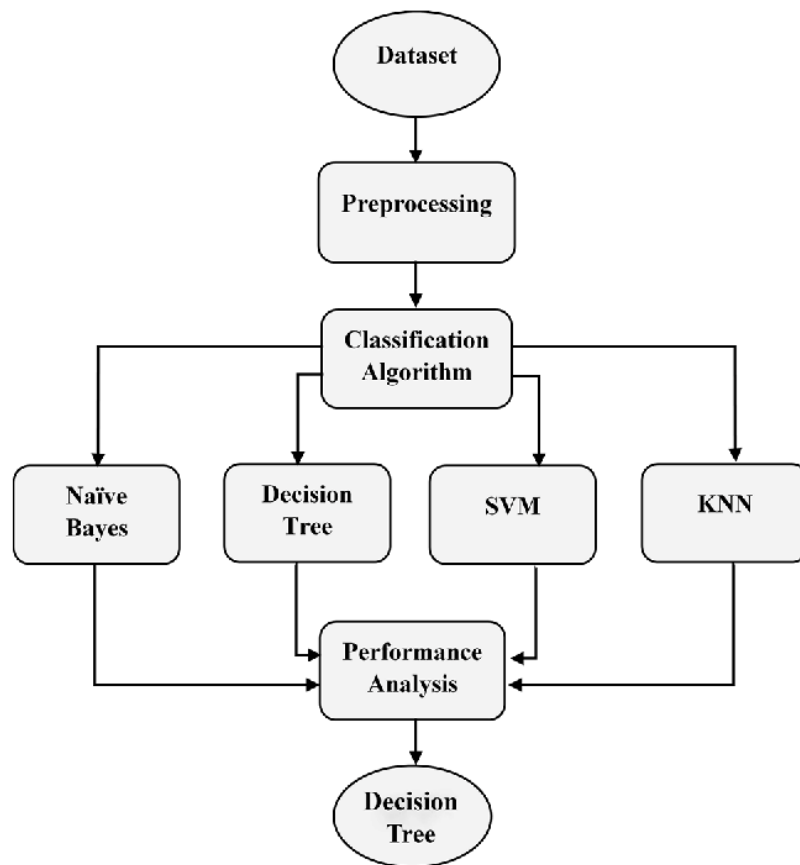 Dataset
Preprocessing
Classification
Algorithm
Naïve
Bayes
Decision
Tree
SVM
KNN
Performance
Analysis
Decision
Tree